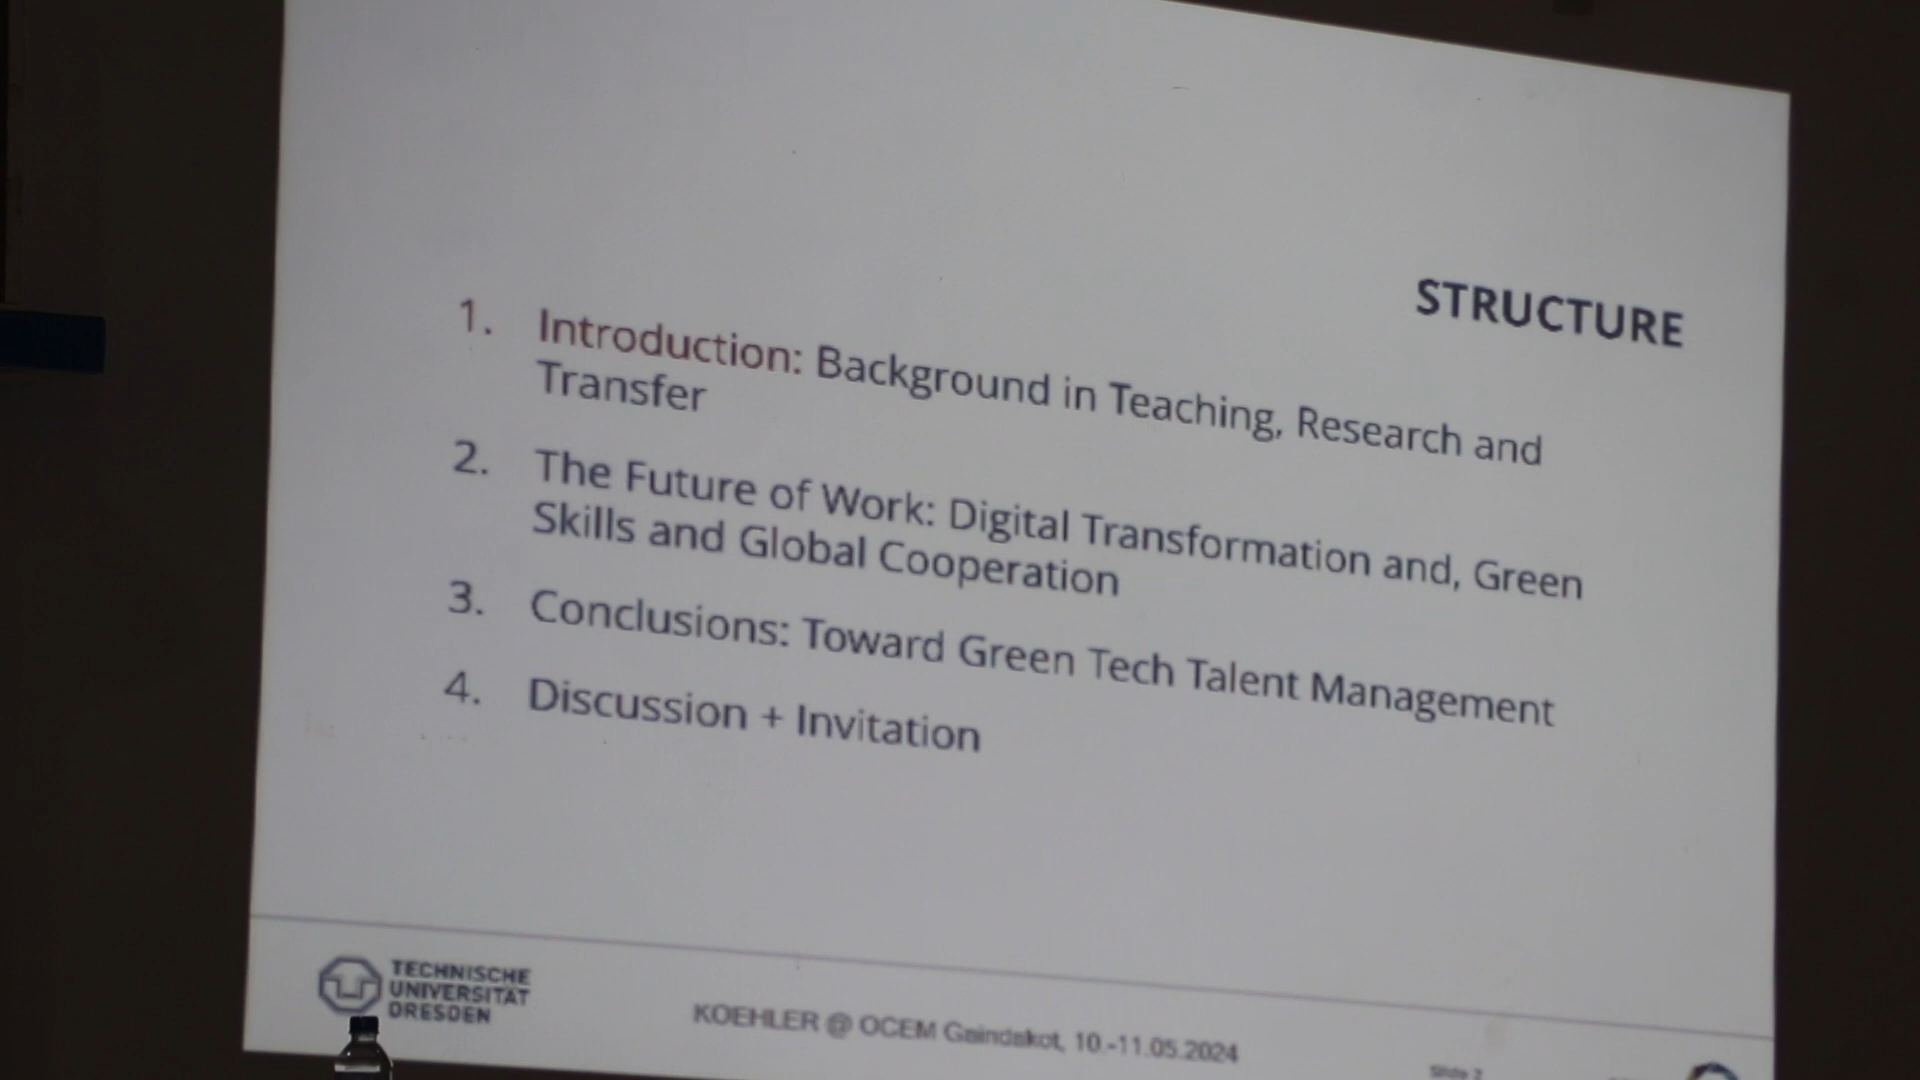 STRUCTURE
1. Introduction: Background in Teaching, Research and
Transfer
2. The Future of Work: Digital Transformation and, Green
Skills and Global Cooperation
3. Conclusions: Toward Green Tech Talent Management
4. Discussion + Invitation
TECHNISCHE
UNIVERSITÄT
DRESDEN
KOEHLER @ OCEM Gaindakot, 10.-11.05.2024
Slide 2